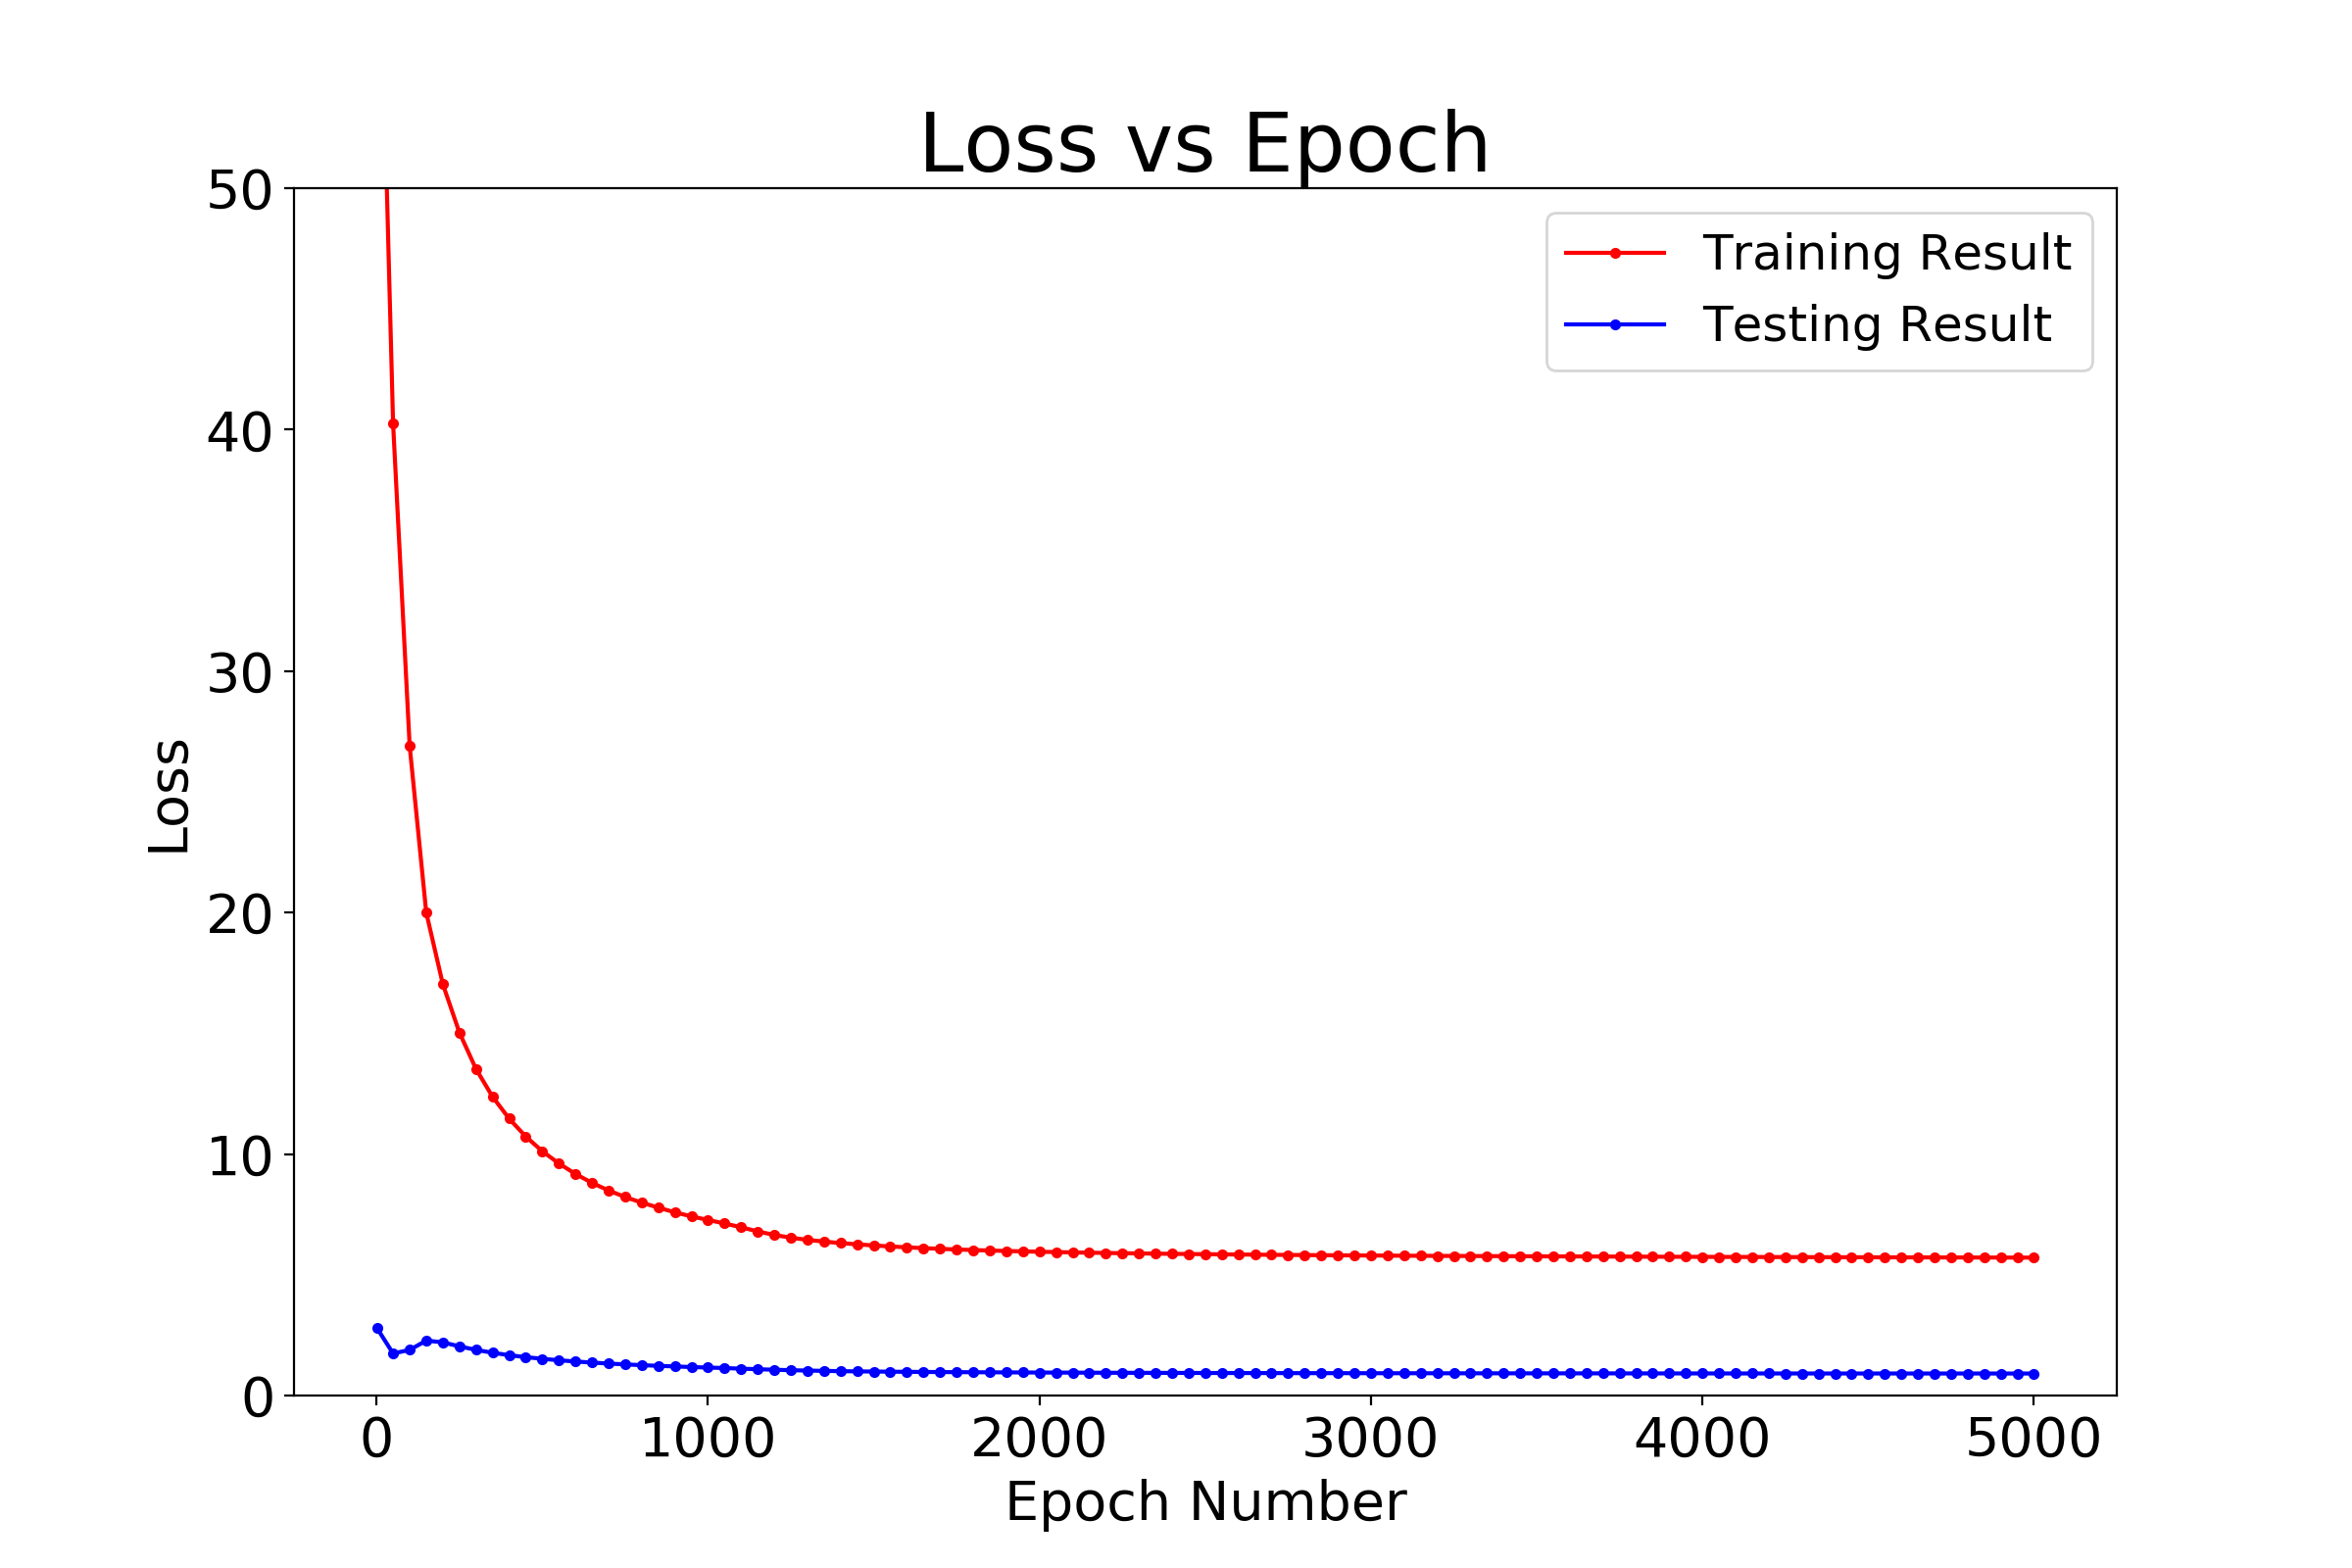 Loss vs Epoch
50
40
30
20
10
0
Loss
Training Result
Testing Result
0 1000 2000 3000 4000 5000
Epoch Number